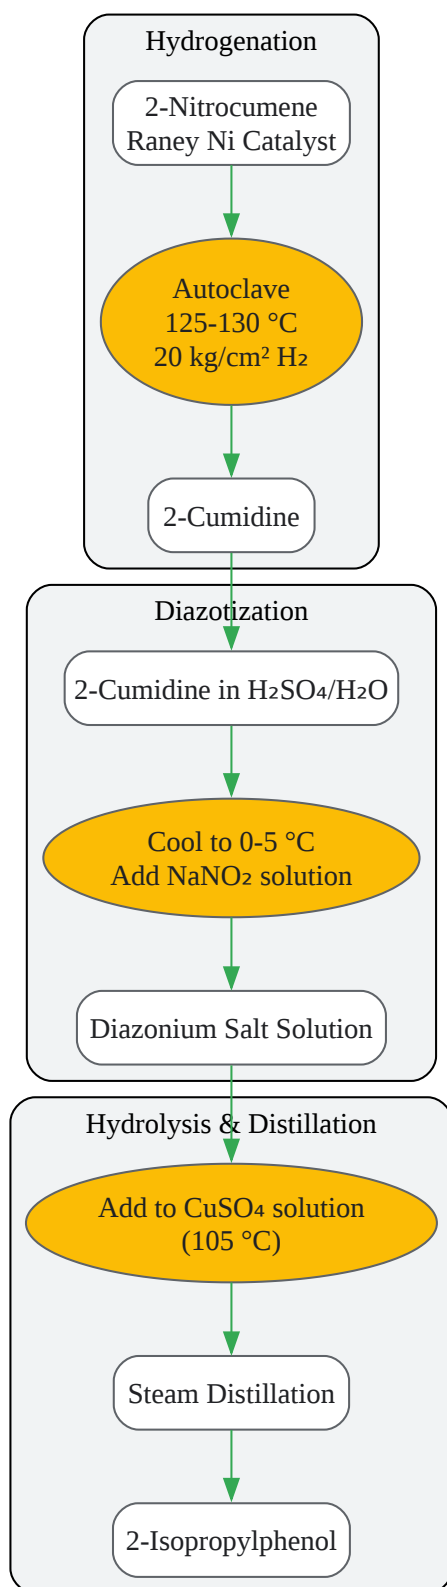 Hydrogenation
2-Nitrocumene
Raney Ni Catalyst
Autoclave
125-130 °C
20 kg/cm² H₂
2-Cumidine
Diazotization
2-Cumidine in H₂SO₄/H₂O
Cool to 0-5 °C
Add NaNO₂ solution
Diazonium Salt Solution
Hydrolysis & Distillation
Add to CuSO₄ solution
(105 °C)
Steam Distillation
2-Isopropylphenol